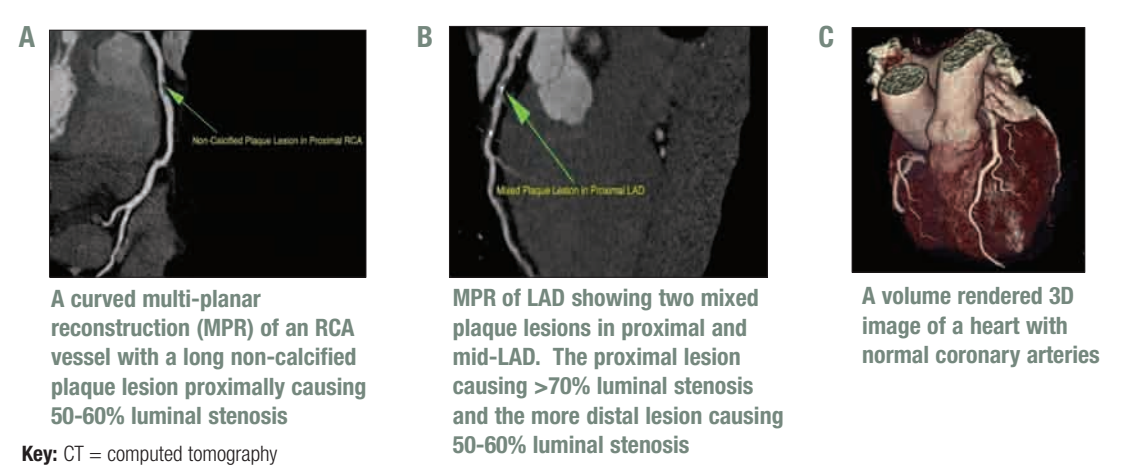 A
B
C
Non-Calcified Plaque Lesion in Proximal RCA
Mixed Plaque Lesion in Proximal LAD
A curved multi-planar
reconstruction (MPR) of an RCA
vessel with a long non-calcified
plaque lesion proximally causing
50-60% luminal stenosis
MPR of LAD showing two mixed
plaque lesions in proximal and
mid-LAD. The proximal lesion
causing >70% luminal stenosis
and the more distal lesion causing
50-60% luminal stenosis
A volume rendered 3D
image of a heart with
normal coronary arteries
Key: CT = computed tomography